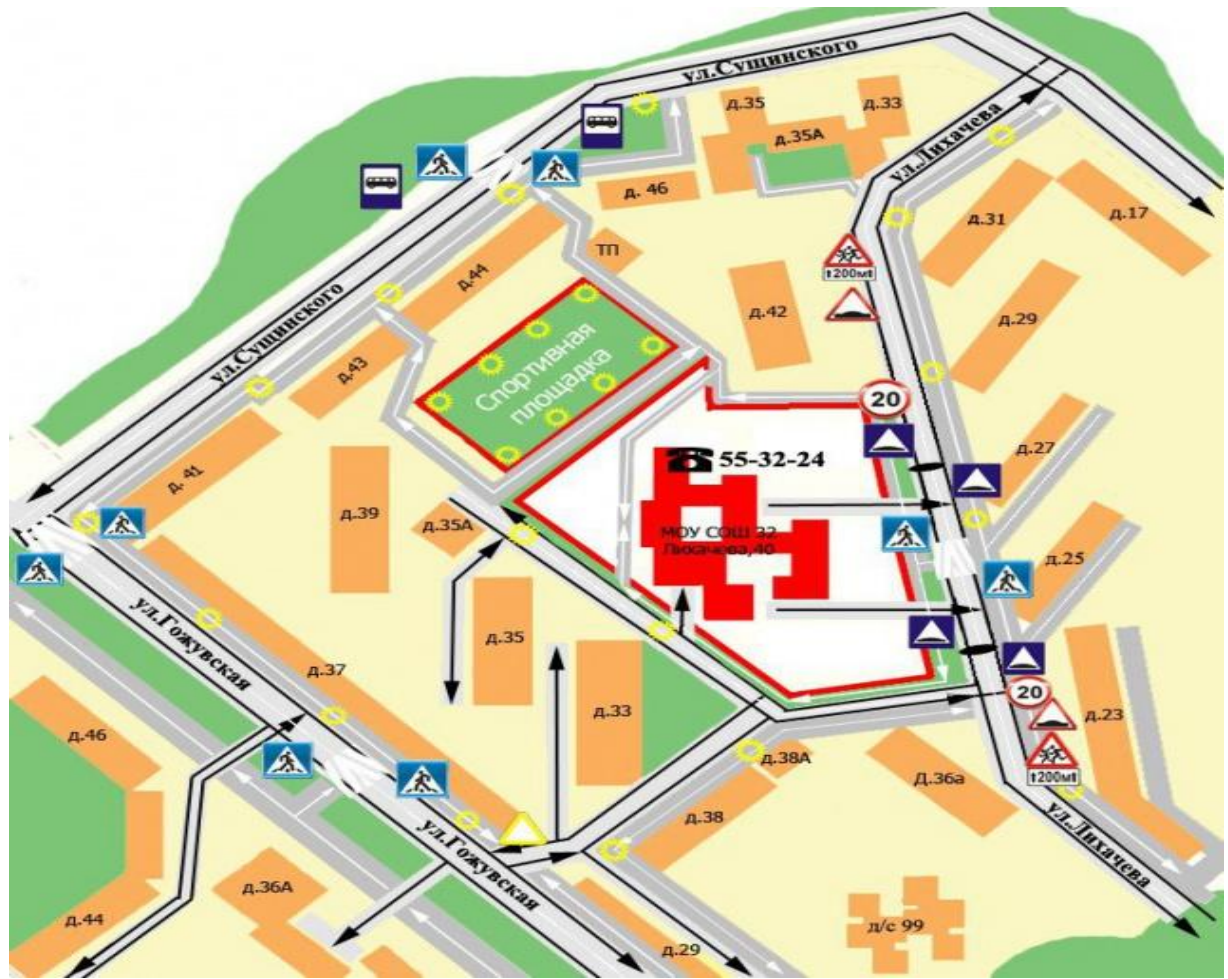 ул.Сущинского
д.35
д.33
д.35А
ул.Лихачева
д. 46
д.31
д.17
ТП
д.44
↕200м↕
д.42
д.29
ул.Сущинского
Спортивная
площадка
д.43
20
55-32-24
д.27
д. 41
д.39
д.35А
МОУ СОШ 32
Лихачева,40
д.25
ул.Гожувская
д.35
д.37
д.33
20
д.23
д.46
д.38А
↕200м↕
Д.36а
д.38
ул.Гожувская
ул.Лихачева
д.36А
д.44
д/с 99
д.29